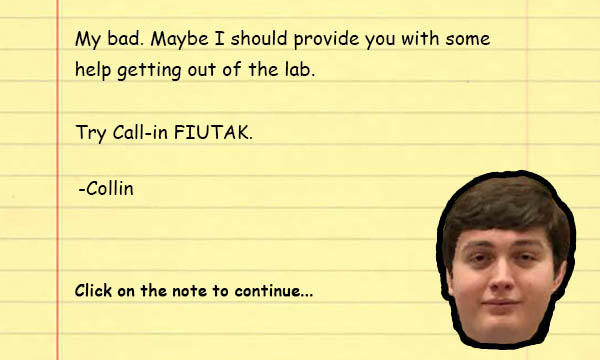 My bad. Maybe I should provide you with some
help getting out of the lab.
Try Call-in FIUTAK.
-Collin
Click on the note to continue...